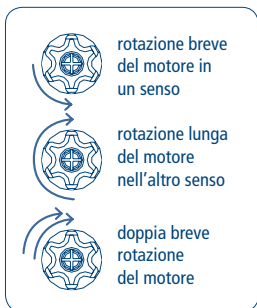 rotazione breve
del motore in
un senso
rotazione lunga
del motore
nell'altro senso
doppia breve
rotazione
del motore